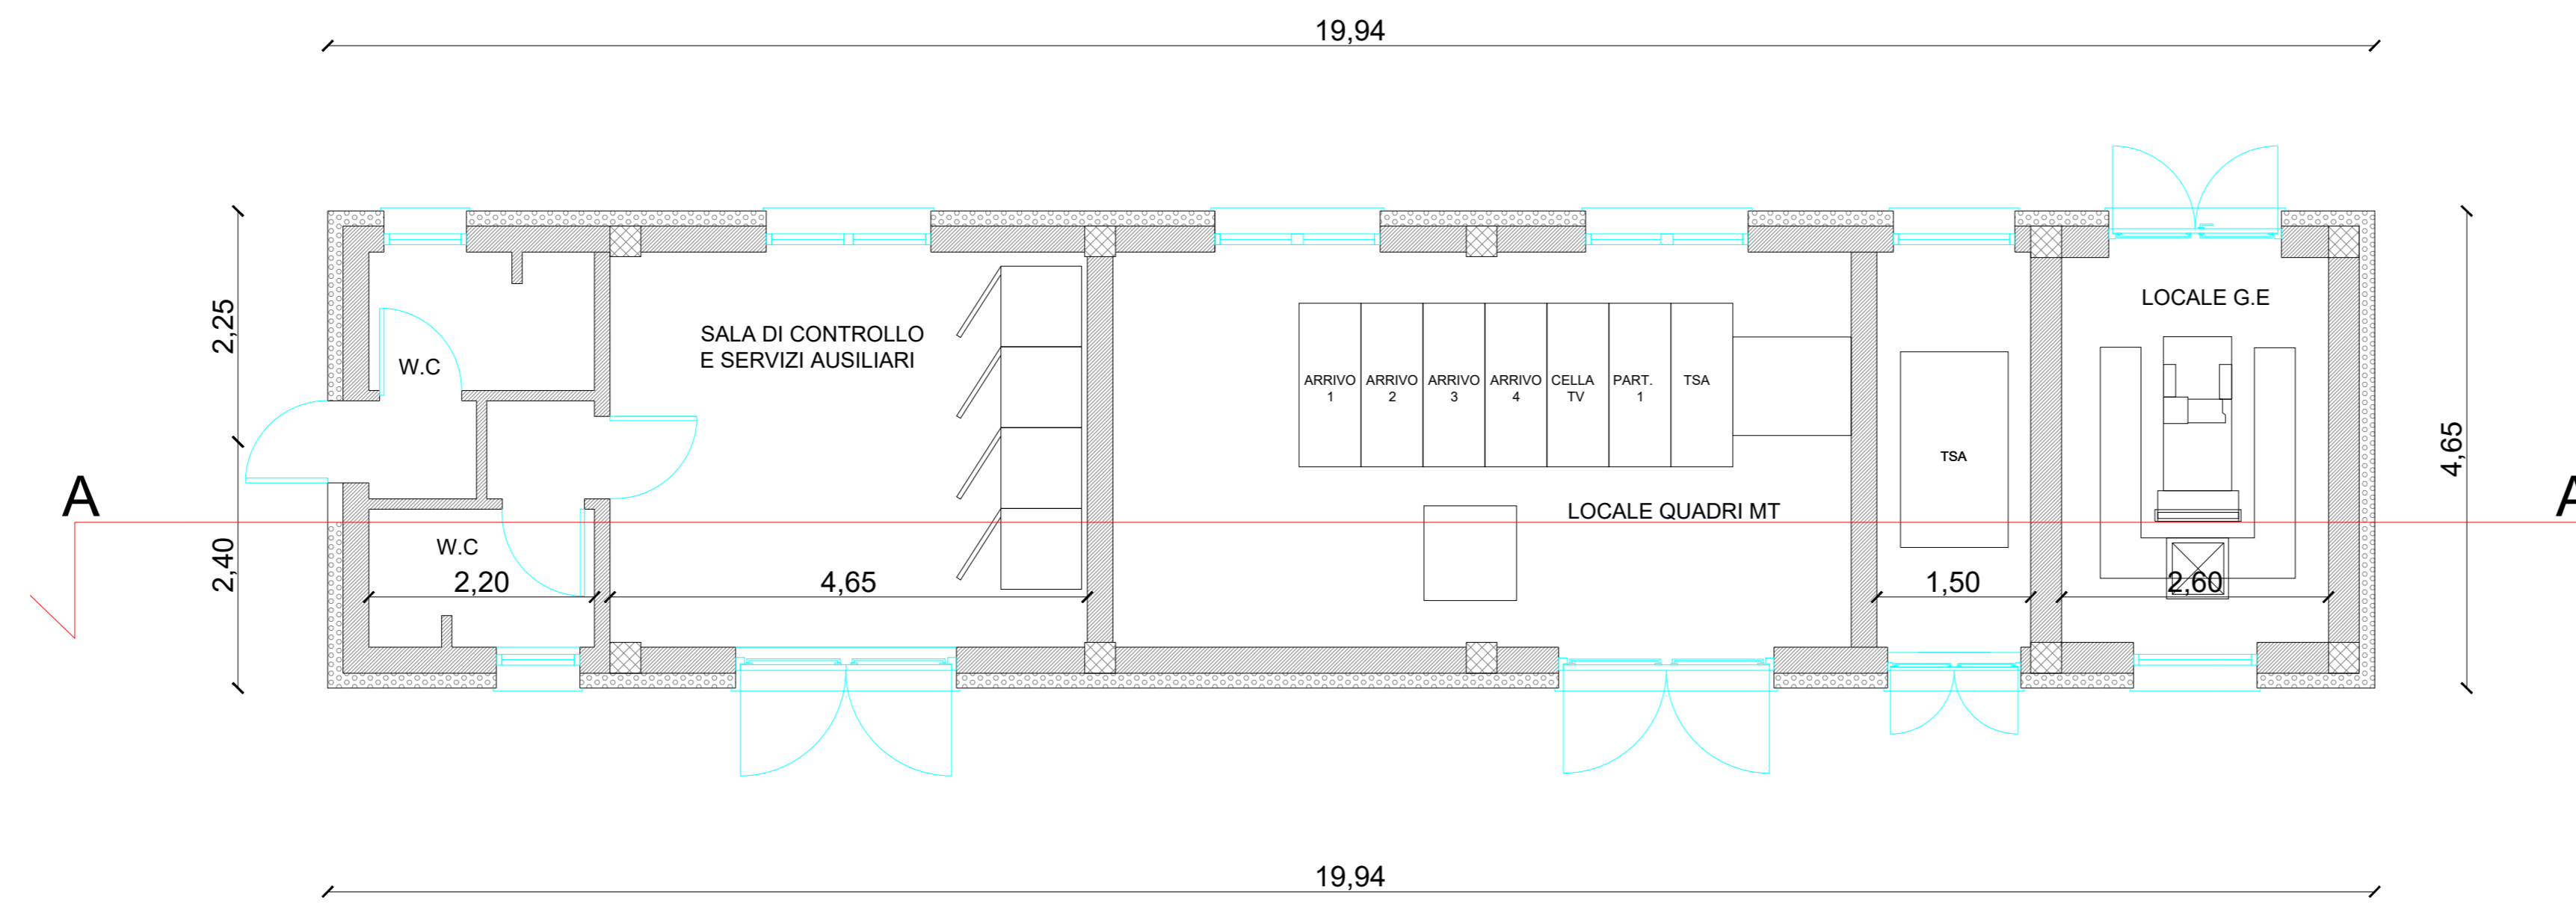 19,94
2,25
LOCALE G.E
SALA DI CONTROLLO
E SERVIZI AUSILIARI
W.C
ARRIVO
1
ARRIVO
2
ARRIVO
3
ARRIVO
4
CELLA
TV
PART.
1
TSA
TSA
4,65
A
A
LOCALE QUADRI MT
W.C
2,40
2,20
4,65
1,50
2,60
19,94